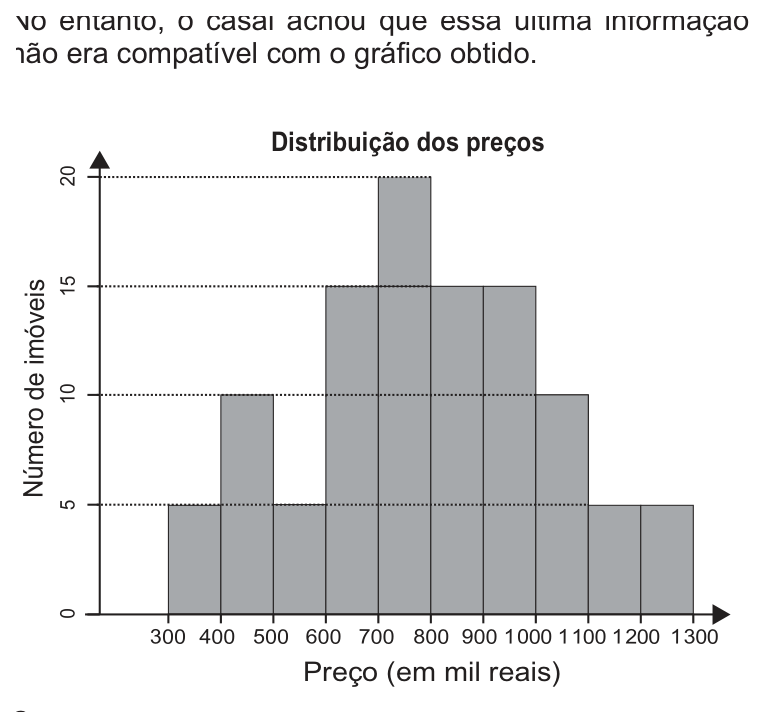 No entanto, o casal achou que essa última informação
não era compatível com o gráfico obtido.
Distribuição dos preços
Número de imóveis
20
15
10
5
0
300 400 500 600 700 800 900 1000 1100 1200 1300
Preço (em mil reais)